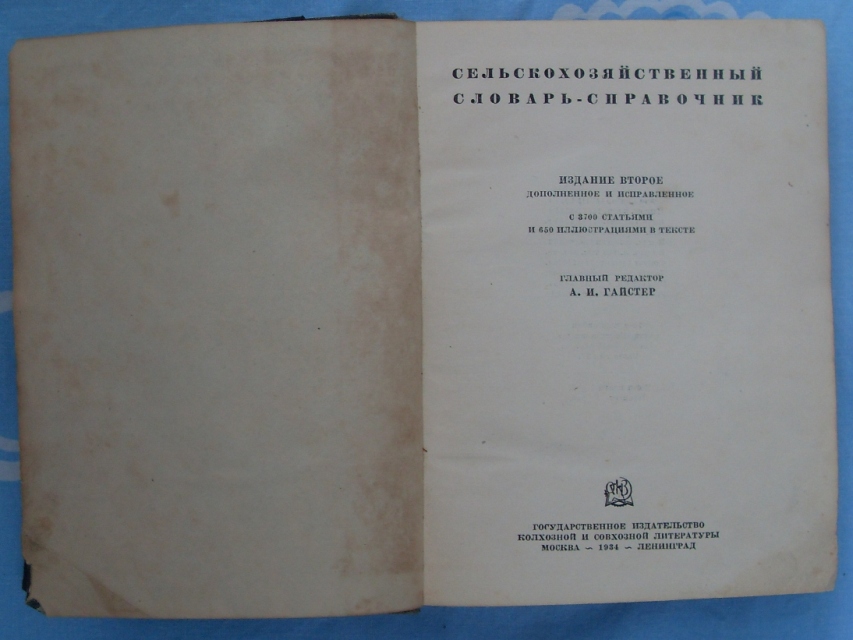 СЕЛЬСКОХОЗЯЙСТВЕННЫЙ
СЛОВАРЬ-СПРАВОЧНИК
ИЗДАНИЕ ВТОРОЕ
ДОПОЛНЕННОЕ И ИСПРАВЛЕННОЕ
С 3700 СТАТЬЯМИ
И 650 ИЛЛЮСТРАЦИЯМИ В ТЕКСТЕ
ГЛАВНЫЙ РЕДАКТОР
А. И. ГАЙСТЕР
ГОСУДАРСТВЕННОЕ ИЗДАТЕЛЬСТВО
КОЛХОЗНОЙ И СОВХОЗНОЙ ЛИТЕРАТУРЫ
МОСКВА — 1934 — ЛЕНИНГРАД